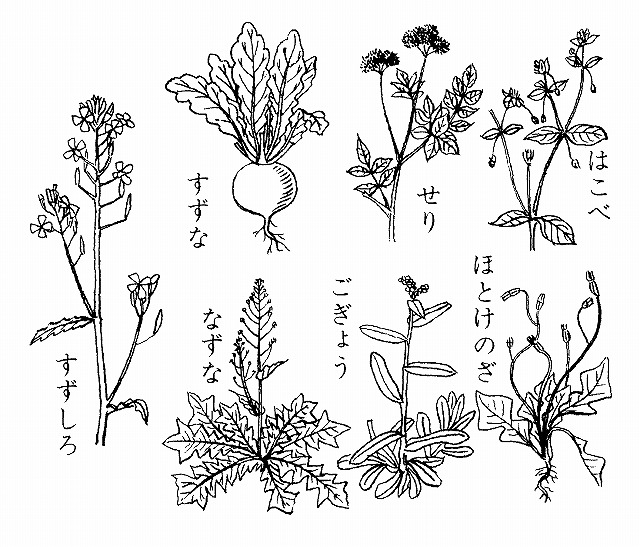 はこべ
せり
すずな
ほとけのざ
ごぎょう
なずな
すずしろ